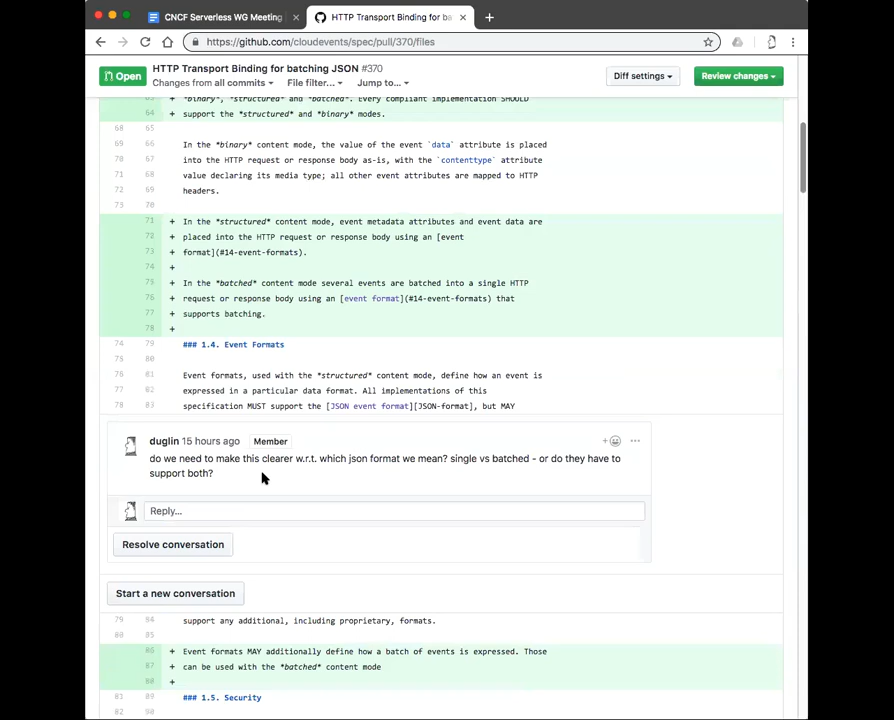 CNCF Serverless WG Meeting
HTTP Transport Binding for ba
https://github.com/cloudevents/spec/pull/370/files
Open
HTTP Transport Binding for batching JSON #370
Changes from all commits
File filter...
Jump to...
Diff settings
Review changes
+ *binary*, *structured* and *batched*. Every compliant implementation SHOULD
64 + support the *structured* and *binary* modes.
68 65
69 66 In the *binary* content mode, the value of the event `data` attribute is placed
70 67 into the HTTP request or response body as-is, with the `contenttype` attribute
71 68 value declaring its media type; all other event attributes are mapped to HTTP
72 69 headers.
73 70
71 + In the *structured* content mode, event metadata attributes and event data are
72 + placed into the HTTP request or response body using an [event
73 + format](#14-event-formats).
74 +
75 + In the *batched* content mode several events are batched into a single HTTP
76 + request or response body using an [event format](#14-event-formats) that
77 + supports batching.
78 +
74 79 ### 1.4. Event Formats
75 80
76 81 Event formats, used with the *structured* content mode, define how an event is
77 82 expressed in a particular data format. All implementations of this
78 83 specification MUST support the [JSON event format][JSON-format], but MAY
duglin 15 hours ago Member
do we need to make this clearer w.r.t. which json format we mean? single vs batched - or do they have to
support both?
Reply...
Resolve conversation
Start a new conversation
79 84 support any additional, including proprietary, formats.
80 85
86 + Event formats MAY additionally define how a batch of events is expressed. Those
87 + can be used with the *batched* content mode
88 +
81 89 ### 1.5. Security
82 90